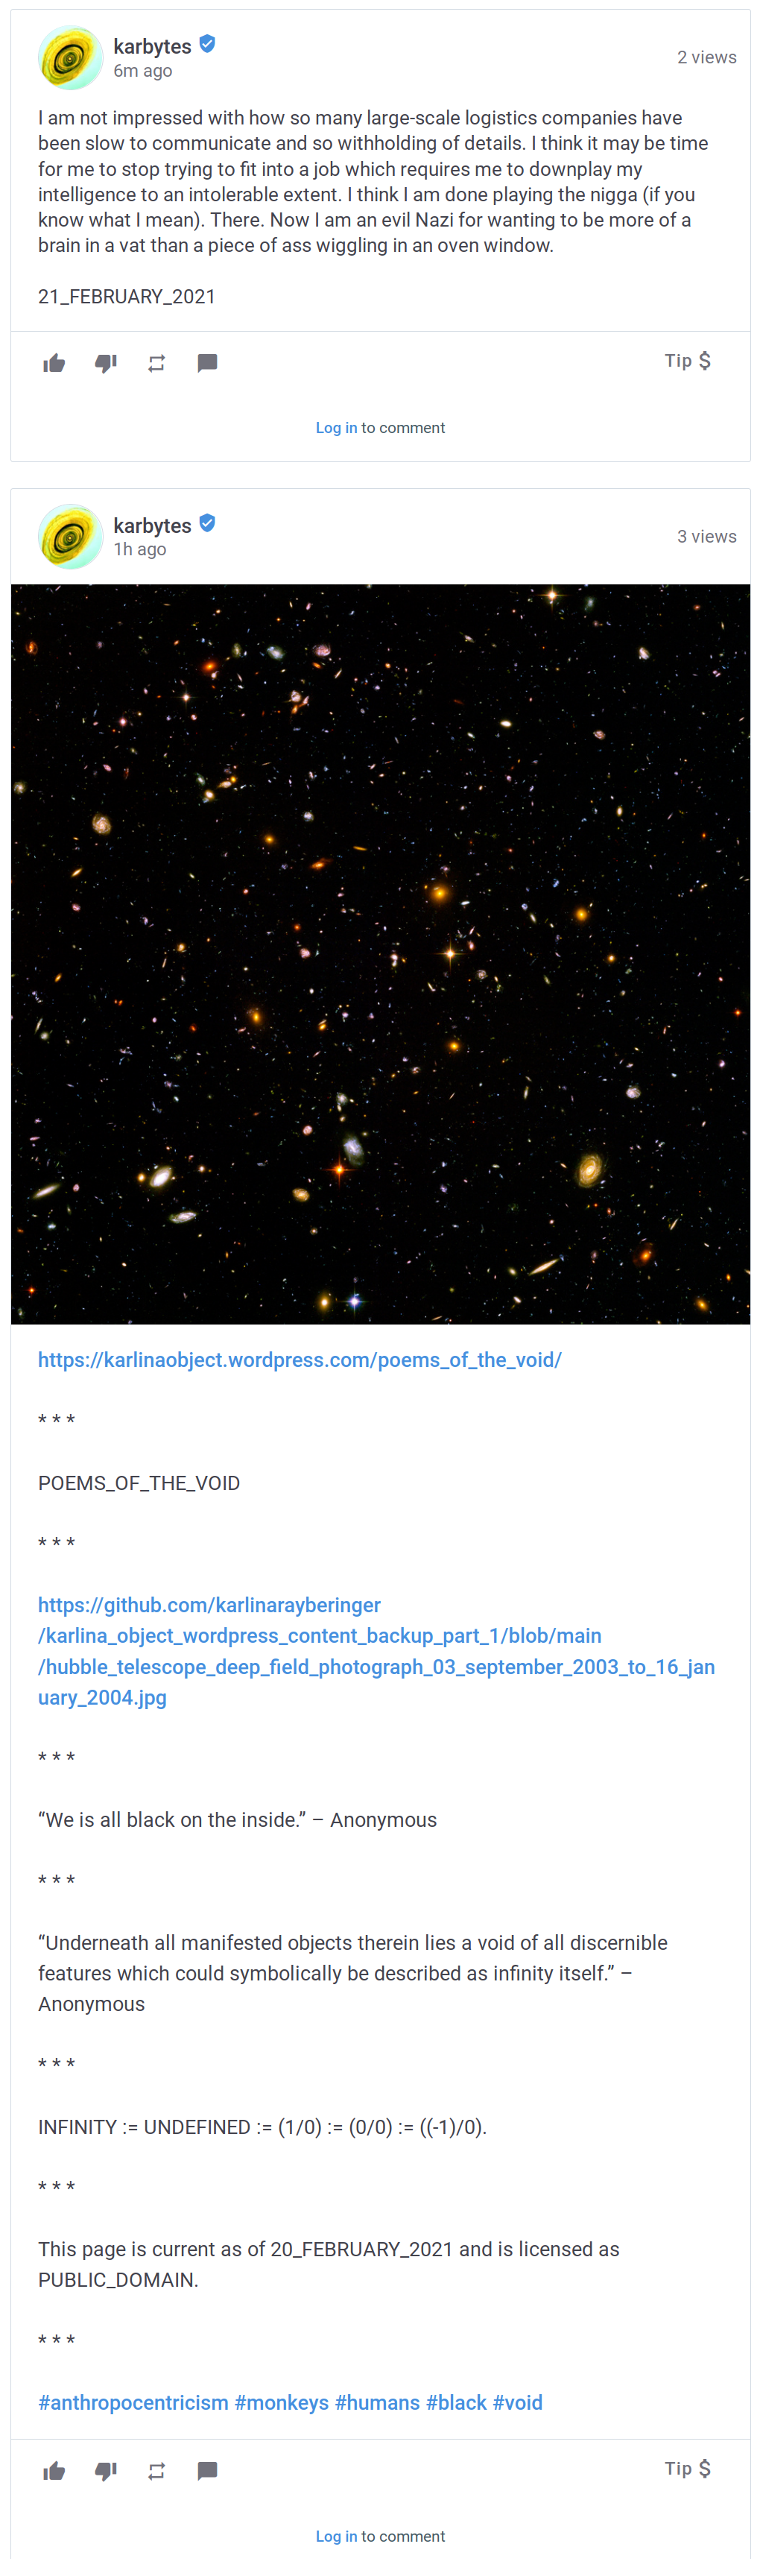 karbytes
6m ago
2 views
I am not impressed with how so many large-scale logistics companies have
been slow to communicate and so withholding of details. I think it may be time
for me to stop trying to fit into a job which requires me to downplay my
intelligence to an intolerable extent. I think I am done playing the nigga (if you
know what I mean). There. Now I am an evil Nazi for wanting to be more of a
brain in a vat than a piece of ass wiggling in an oven window.
21_FEBRUARY_2021
Tip $
Log in to comment
karbytes
1h ago
3 views
https://karlinaobject.wordpress.com/poems_of_the_void/
* * *
POEMS_OF_THE_VOID
* * *
https://github.com/karlinarayberinger
/karlina_object_wordpress_content_backup_part_1/blob/main
/hubble_telescope_deep_field_photograph_03_september_2003_to_16_jan
uary_2004.jpg
* * *
“We is all black on the inside.” – Anonymous
* * *
“Underneath all manifested objects therein lies a void of all discernible
features which could symbolically be described as infinity itself.” –
Anonymous
* * *
INFINITY := UNDEFINED := (1/0) := (0/0) := ((-1)/0).
* * *
This page is current as of 20_FEBRUARY_2021 and is licensed as
PUBLIC_DOMAIN.
* * *
#anthropocentricism #monkeys #humans #black #void
Tip $
Log in to comment